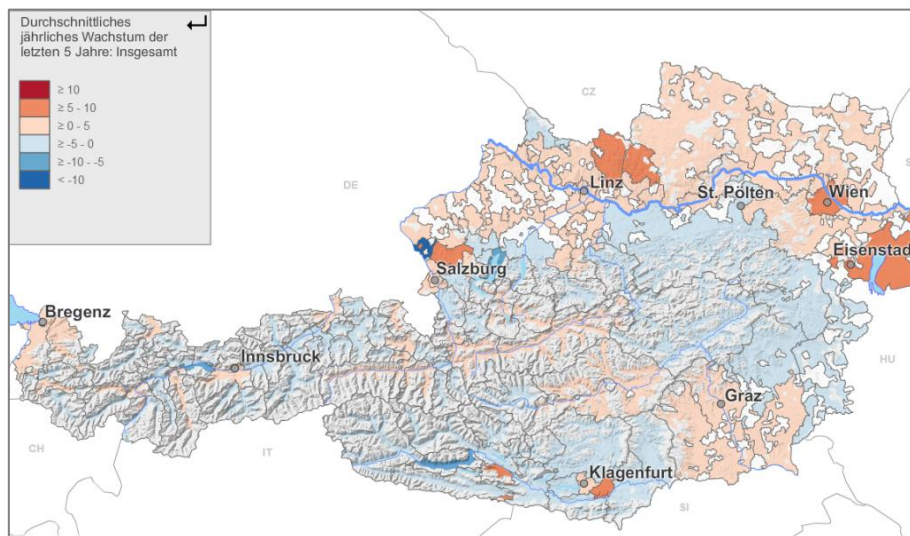 Durchschnittliches
jährliches Wachstum der
letzten 5 Jahre: Insgesamt
≥ 10
≥ 5 - 10
≥ 0 - 5
≥ -5 - 0
≥ -10 - -5
< -10
CZ
DE
Linz
St. Pölten
Wien
S
Eisenstad
Salzburg
Bregenz
Innsbruck
HU
Graz
CH
IT
Klagenfurt
SI